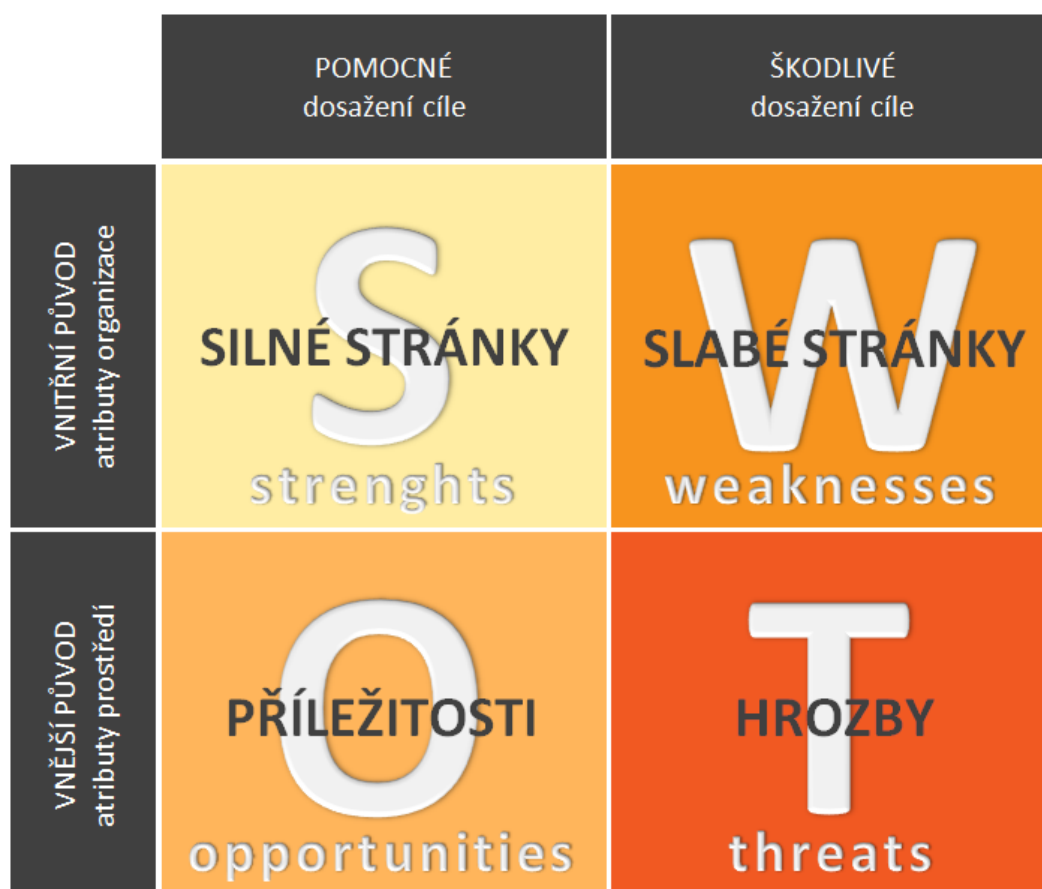 POMOCNÉ
dosažení cíle
ŠKODLIVÉ
dosažení cíle
VNITŘNÍ PŮVOD
atributy organizace
S
SILNÉ STRÁNKY
strenghts
W
SLABÉ STRÁNKY
weaknesses
VNĚJŠÍ PŮVOD
atributy prostředí
O
PŘÍLEŽITOSTI
opportunities
T
HROZBY
threats